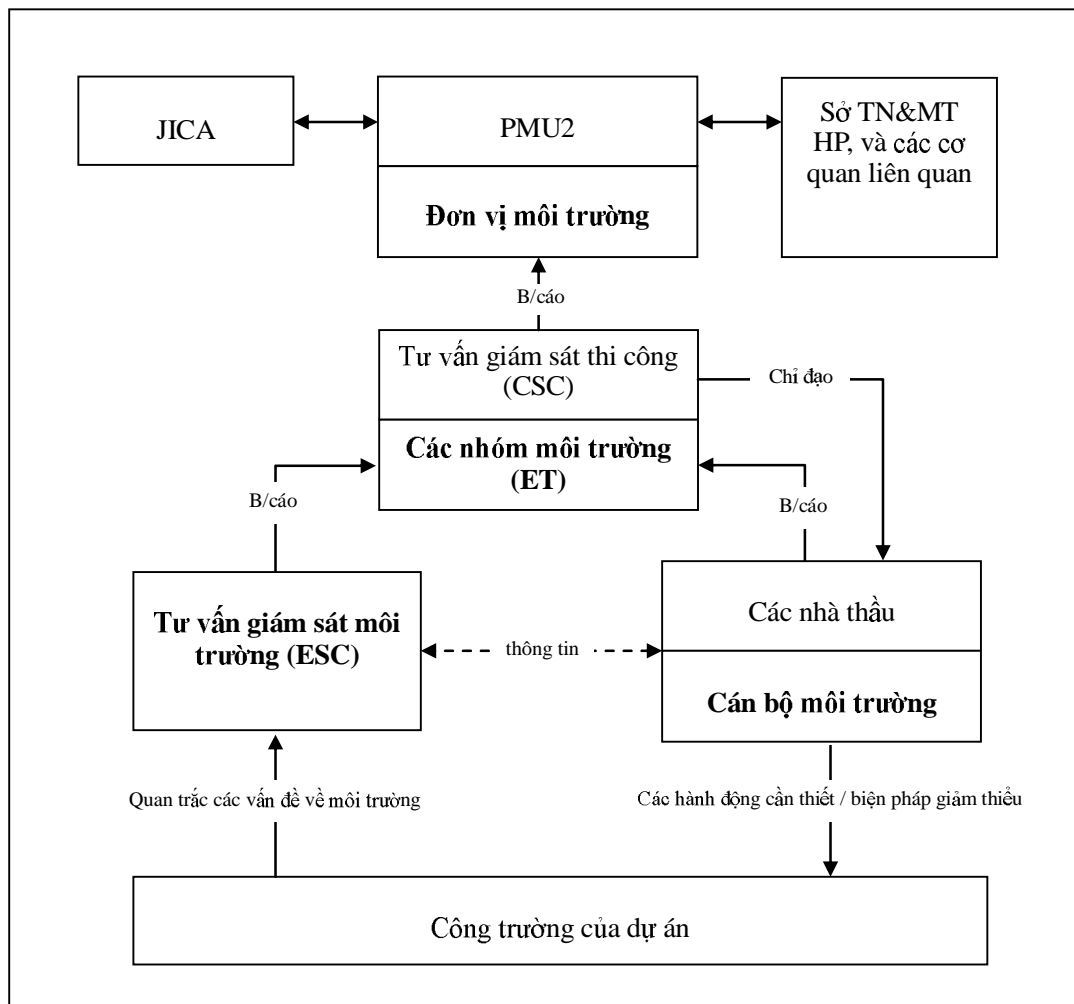 JICA
PMU2
Đơn vị môi trường
Sở TN&MT
HP, và các cơ
quan liên quan
B/cáo
Tư vấn giám sát thi công
(CSC)
Các nhóm môi trường
(ET)
Chỉ đạo
B/cáo
B/cáo
Tư vấn giám sát môi
trường (ESC)
thông tin
Các nhà thầu
Cán bộ môi trường
Quan trắc các vấn đề về môi trường
Các hành động cần thiết / biện pháp giảm thiểu
Công trường của dự án